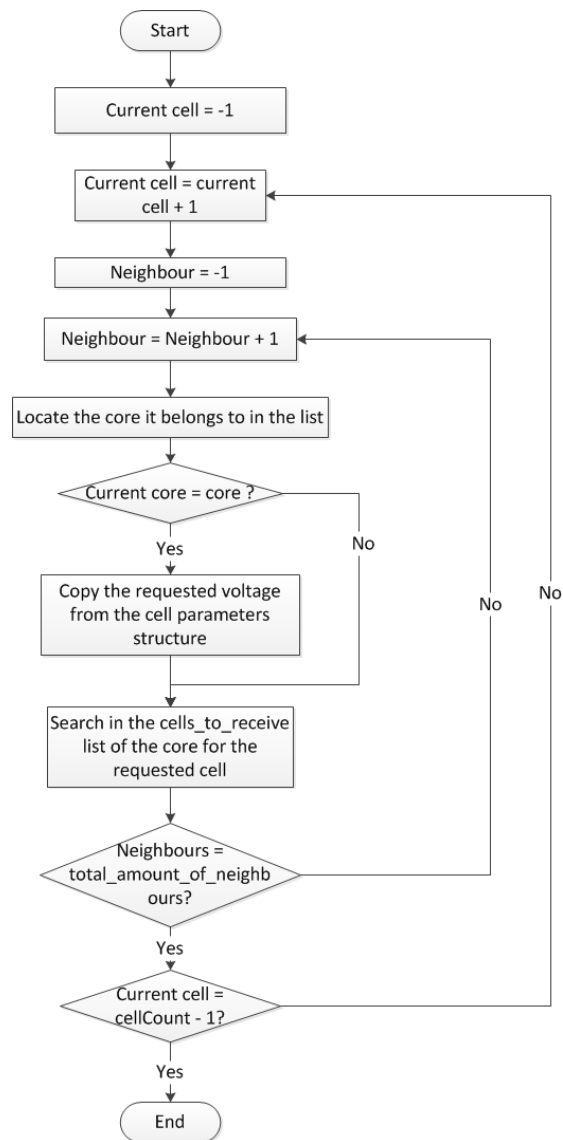 Start
Current cell = -1
Current cell = current
cell + 1
Neighbour = -1
Neighbour = Neighbour + 1
Locate the core it belongs to in the list
Current core = core ?
No
Yes
Copy the requested voltage
from the cell parameters
structure
No
No
Search in the cells_to_receive
list of the core for the
requested cell
Neighbours =
total_amount_of_neighb
ours?
Yes
Current cell =
cellCount - 1?
Yes
End